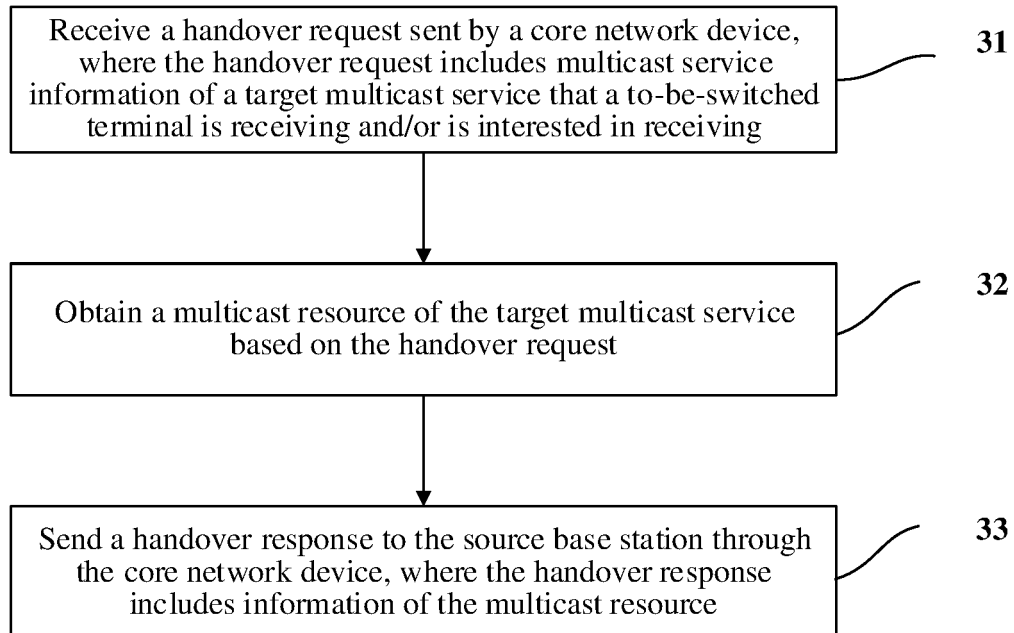 Receive a handover request sent by a core network device,
where the handover request includes multicast service
information of a target multicast service that a to-be-switched
terminal is receiving and/or is interested in receiving
31
Obtain a multicast resource of the target multicast service
based on the handover request
32
Send a handover response to the source base station through
the core network device, where the handover response
includes information of the multicast resource
33